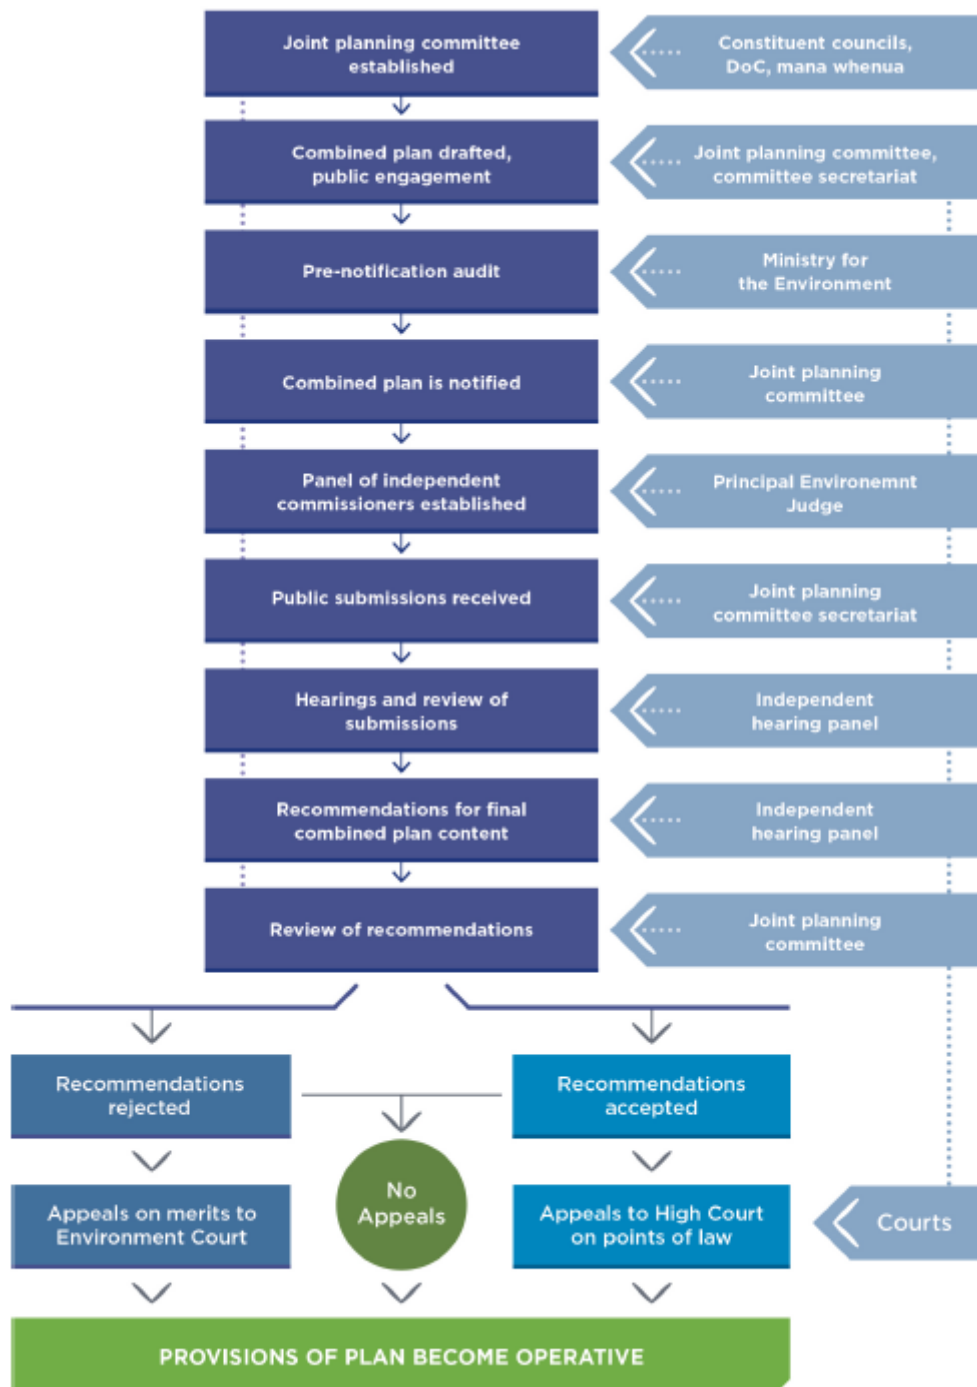 Joint planning committee
established
Constituent councils,
DoC, mana whenua
Combined plan drafted,
public engagement
Joint planning committee,
committee secretariat
Pre-notification audit
Ministry for
the Environment
Combined plan is notified
Joint planning
committee
Panel of independent
commissioners established
Principal Environemnt
Judge
Public submissions received
Joint planning
committee secretariat
Hearings and review of
submissions
Independent
hearing panel
Recommendations for final
combined plan content
Independent
hearing panel
Review of recommendations
Joint planning
committee
Recommendations
rejected
Recommendations
accepted
No
Appeals
Appeals on merits to
Environment Court
Appeals to High Court
on points of law
Courts
PROVISIONS OF PLAN BECOME OPERATIVE